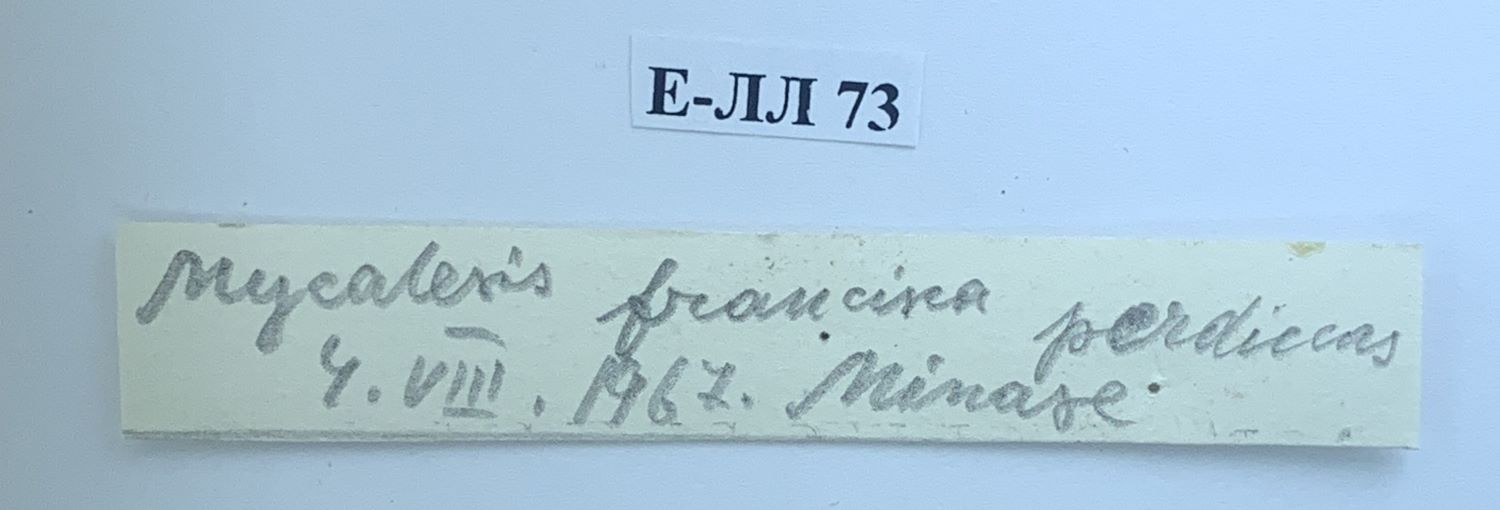 Е-ЛЛ 73
Mycalesis francisca perdiccas
4. VIII. 1967. Minase